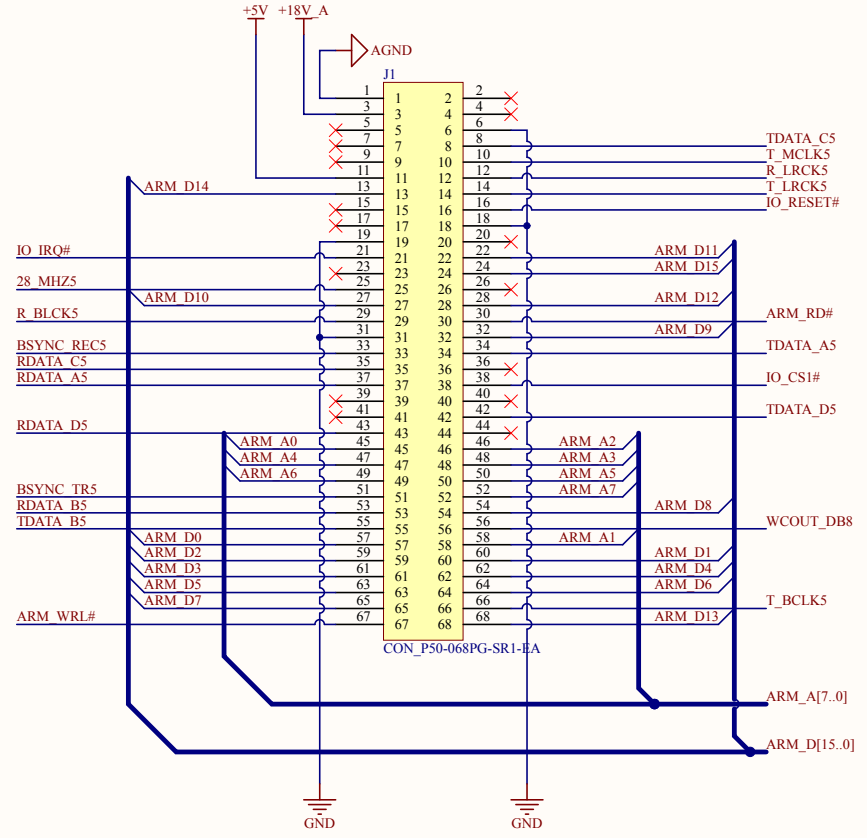 +5V +18V_A
AGND
J1
1 1 2 2
3 3 4 4
5 5 6 6
7 7 8 8 TDATA_C5
9 9 10 10 T_MCLK5
11 11 12 12 R_LRCK5
ARM_D14 13 13 14 14 T_LRCK5
15 15 16 16 IO_RESET#
17 17 18 18
19 19 20 20
IO_IRQ# 21 21 22 22 ARM_D11
23 23 24 24 ARM_D15
28_MHZ5 25 25 26 26
ARM_D10 27 27 28 28 ARM_D12
R_BLCK5 29 29 30 30 ARM_RD#
31 31 32 32 ARM_D9
BSYNC_REC5 33 33 34 34 TDATA_A5
RDATA_C5 35 35 36 36
RDATA_A5 37 37 38 38 IO_CS1#
39 39 40 40
41 41 42 42 TDATA_D5
RDATA_D5 43 43 44 44
ARM_A0 45 45 46 46 ARM_A2
ARM_A4 47 47 48 48 ARM_A3
ARM_A6 49 49 50 50 ARM_A5
BSYNC_TR5 51 51 52 52 ARM_A7
RDATA_B5 53 53 54 54 ARM_D8
TDATA_B5 55 55 56 56 WCOUT_DB8
ARM_D0 57 57 58 58 ARM_A1
ARM_D2 59 59 60 60 ARM_D1
ARM_D3 61 61 62 62 ARM_D4
ARM_D5 63 63 64 64 ARM_D6
ARM_D7 65 65 66 66 T_BCLK5
ARM_WRL# 67 67 68 68 ARM_D13
CON_P50-068PG-SR1-EA
ARM_A[7..0]
ARM_D[15..0]
GND GND